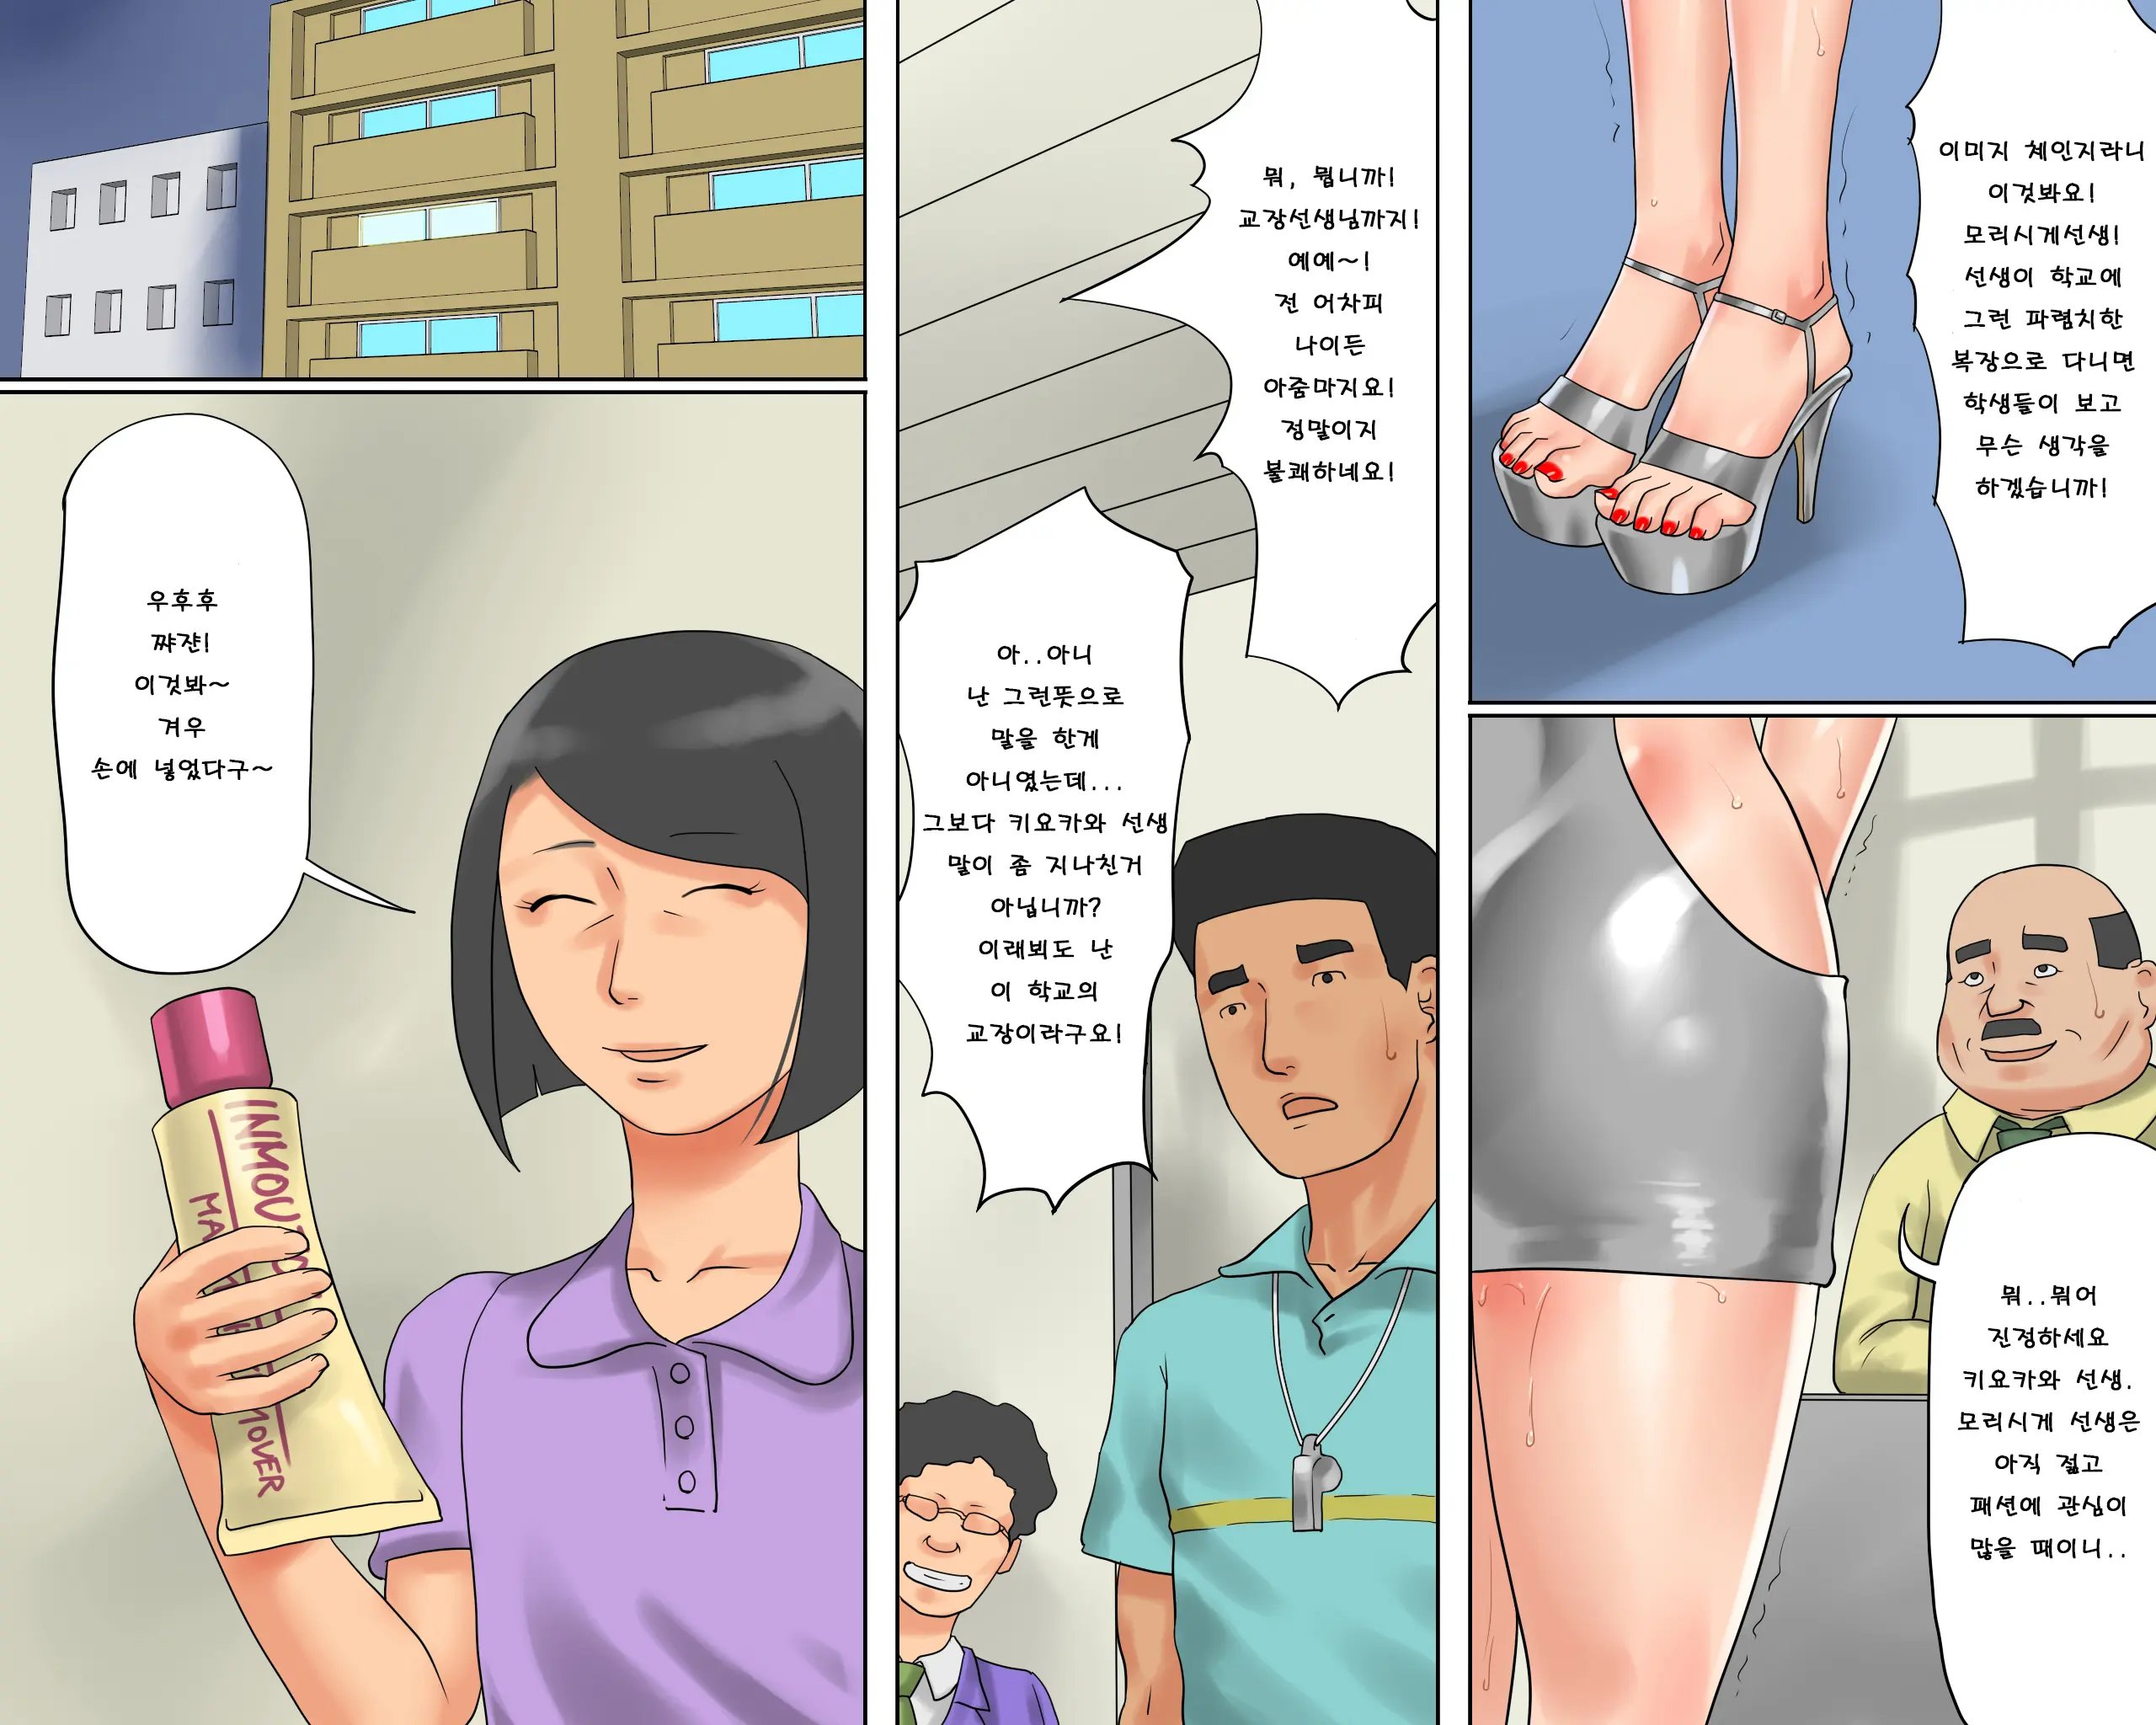 이미지 체인지라니
이것봐요!
모리시게선생!
선생이 학교에
그런 파렴치한
복장으로 다니면
학생들이 보고
무슨 생각을
하겠습니까!
뭐..뭐어
진정하세요
키요카와 선생.
모리시게 선생은
아직 젊고
패션에 관심이
많을 때이니..
뭐, 뭡니까!
교장선생님까지!
예예~!
전 어차피
나이든
아줌마지요!
정말이지
불쾌하네요!
아..아니
난 그런뜻으로
말을 한게
아니였는데...
그보다 키요카와 선생
말이 좀 지나친거
아닙니까?
이래뵈도 난
이 학교의
교장이라구요!
우후후
쨔쟌!
이것봐~
겨우
손에 넣었다구~
INMOU
MA
MOVER